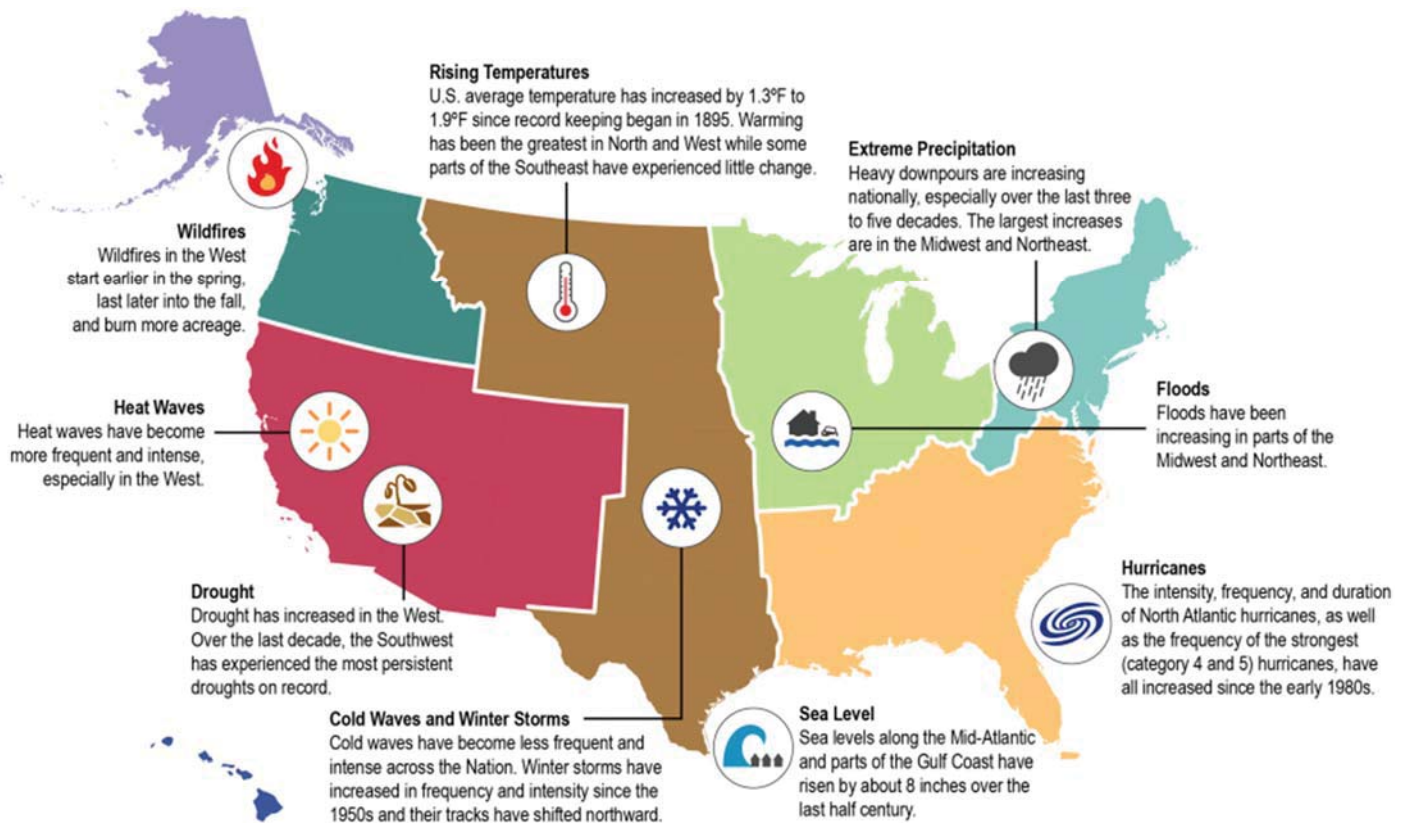 Rising Temperatures
U.S. average temperature has increased by 1.3ºF to
1.9ºF since record keeping began in 1895. Warming
has been the greatest in North and West while some
parts of the Southeast have experienced little change.
Extreme Precipitation
Heavy downpours are increasing
nationally, especially over the last three
to five decades. The largest increases
are in the Midwest and Northeast.
Wildfires
Wildfires in the West
start earlier in the spring,
last later into the fall,
and burn more acreage.
Heat Waves
Heat waves have become
more frequent and intense,
especially in the West.
Floods
Floods have been
increasing in parts of the
Midwest and Northeast.
Drought
Drought has increased in the West.
Over the last decade, the Southwest
has experienced the most persistent
droughts on record.
Hurricanes
The intensity, frequency, and duration
of North Atlantic hurricanes, as well
as the frequency of the strongest
(category 4 and 5) hurricanes, have
all increased since the early 1980s.
Cold Waves and Winter Storms
Cold waves have become less frequent and
intense across the Nation. Winter storms have
increased in frequency and intensity since the
1950s and their tracks have shifted northward.
Sea Level
Sea levels along the Mid-Atlantic
and parts of the Gulf Coast have
risen by about 8 inches over the
last half century.